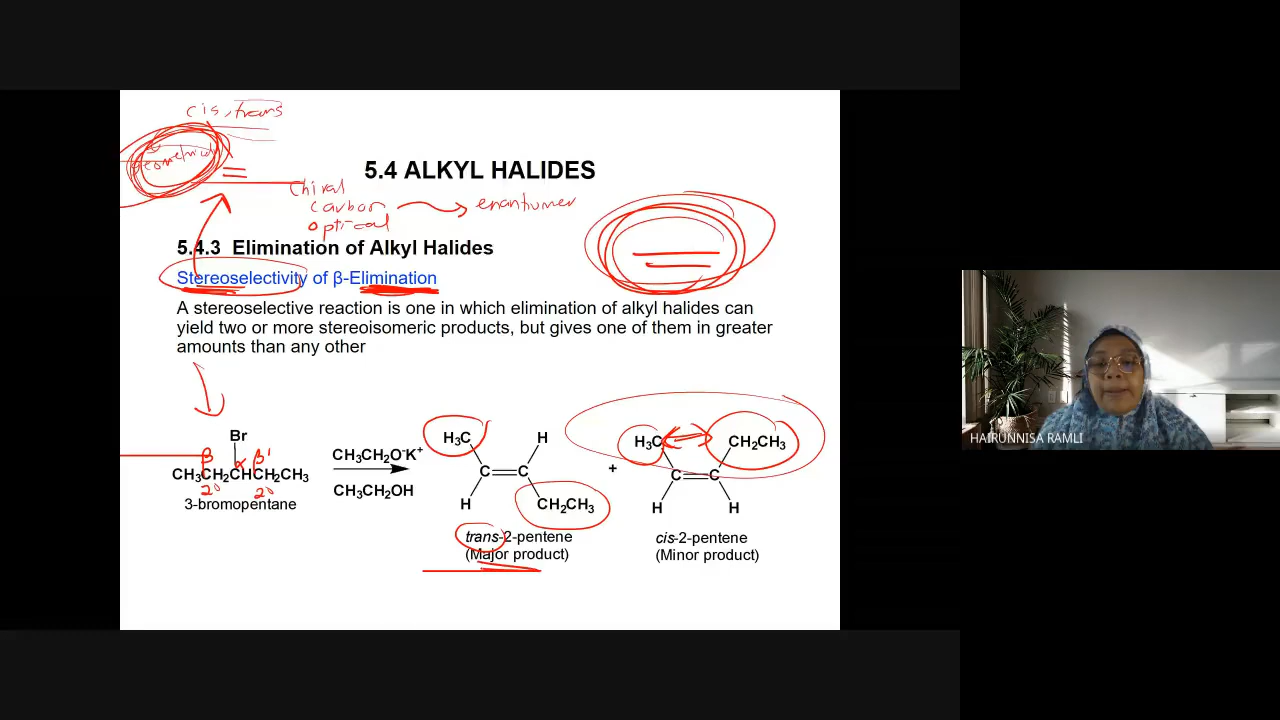 cis, trans
geometrical
5.4 ALKYL HALIDES
Chiral
carbon
enantiomer
optical
5.4.3 Elimination of Alkyl Halides
Stereoselectivity of β-Elimination
A stereoselective reaction is one in which elimination of alkyl halides can
yield two or more stereoisomeric products, but gives one of them in greater
amounts than any other
Br
β α β'
CH₃CH₂CHCH₂CH₃
2° 2°
3-bromopentane
CH₃CH₂O⁻K⁺
CH₃CH₂OH
H₃C H
C=C
H CH₂CH₃
trans-2-pentene
(Major product)
+
H₃C CH₂CH₃
C=C
H H
cis-2-pentene
(Minor product)
HAIRUNNISA RAMLI